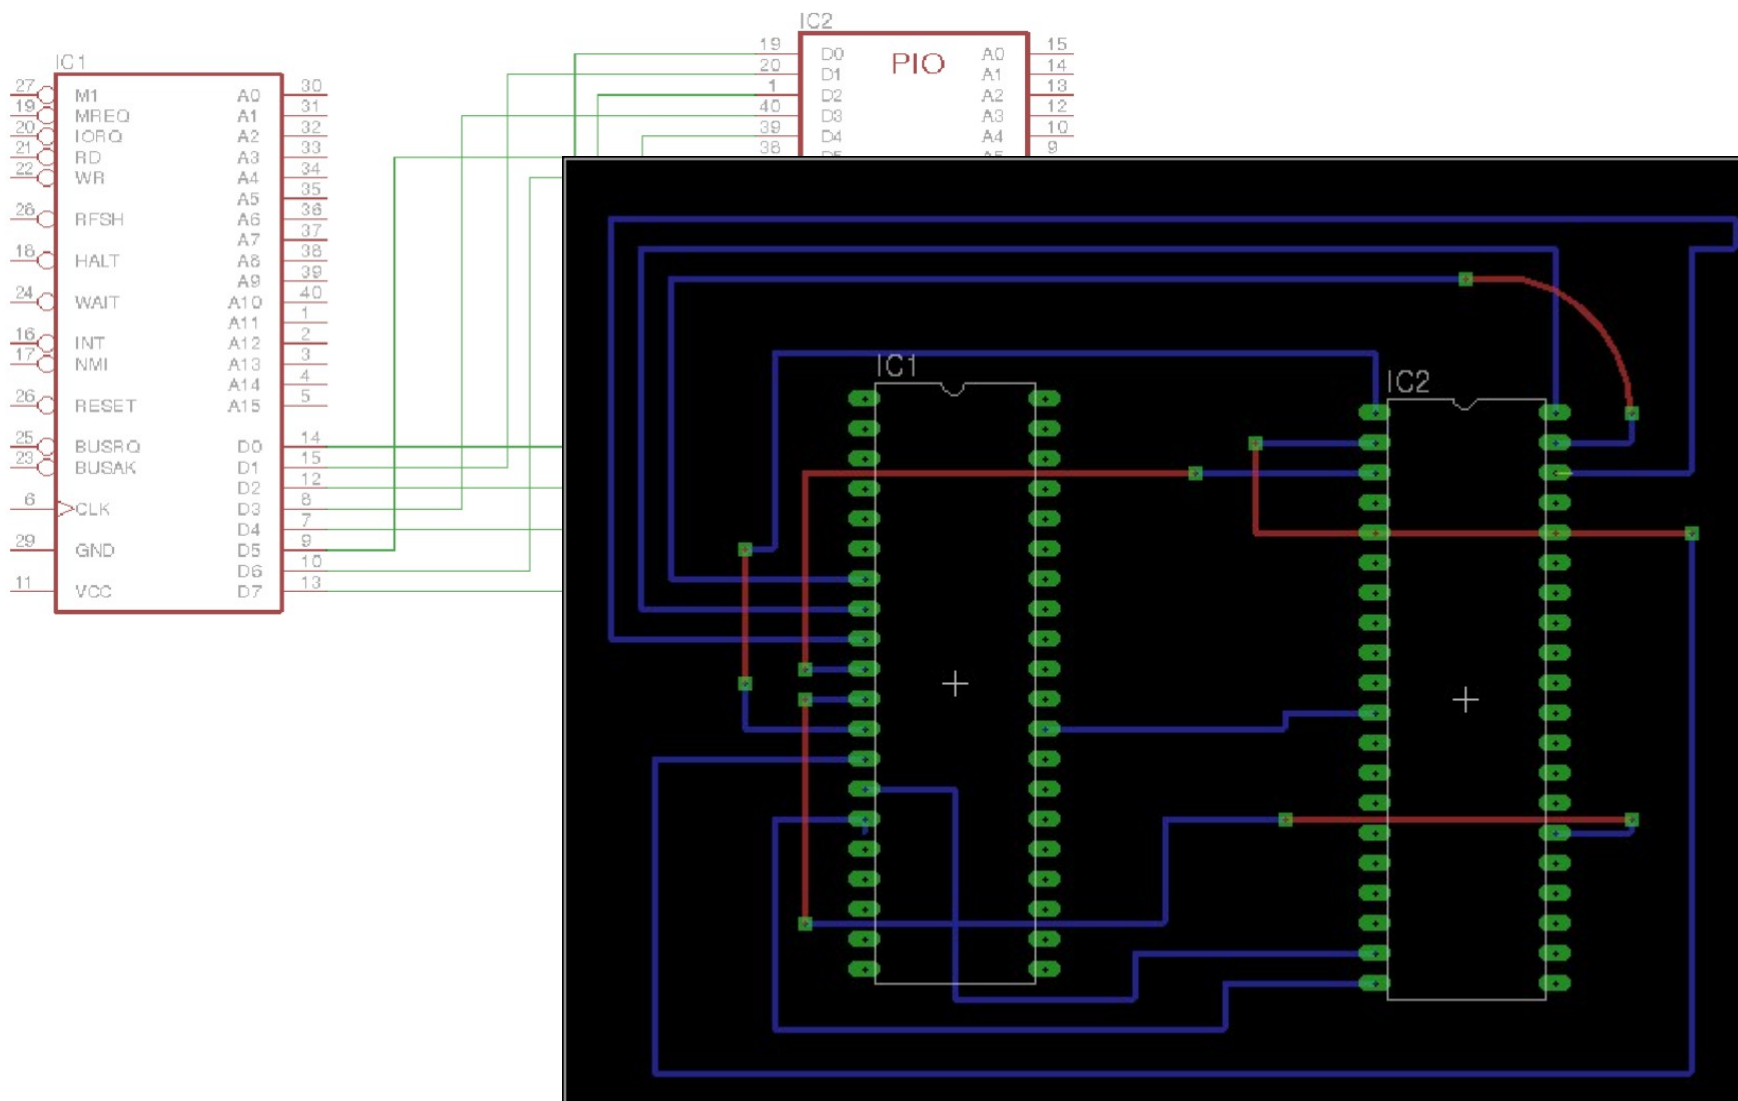 IC1
27 M1 A0 30
19 MREQ A1 31
20 IORQ A2 32
21 RD A3 33
22 WR A4 34
A5 35
28 RFSH A6 36
A7 37
18 HALT A8 38
A9 39
24 WAIT A10 40
A11 1
16 INT A12 2
17 NMI A13 3
A14 4
26 RESET A15 5
25 BUSRQ D0 14
23 BUSAK D1 15
D2 12
6 CLK D3 8
D4 7
29 GND D5 9
D6 10
11 VCC D7 13
IC2
PIO
19 D0 A0 15
20 D1 A1 14
1 D2 A2 13
40 D3 A3 12
39 D4 A4 10
38 9
IC1
IC2